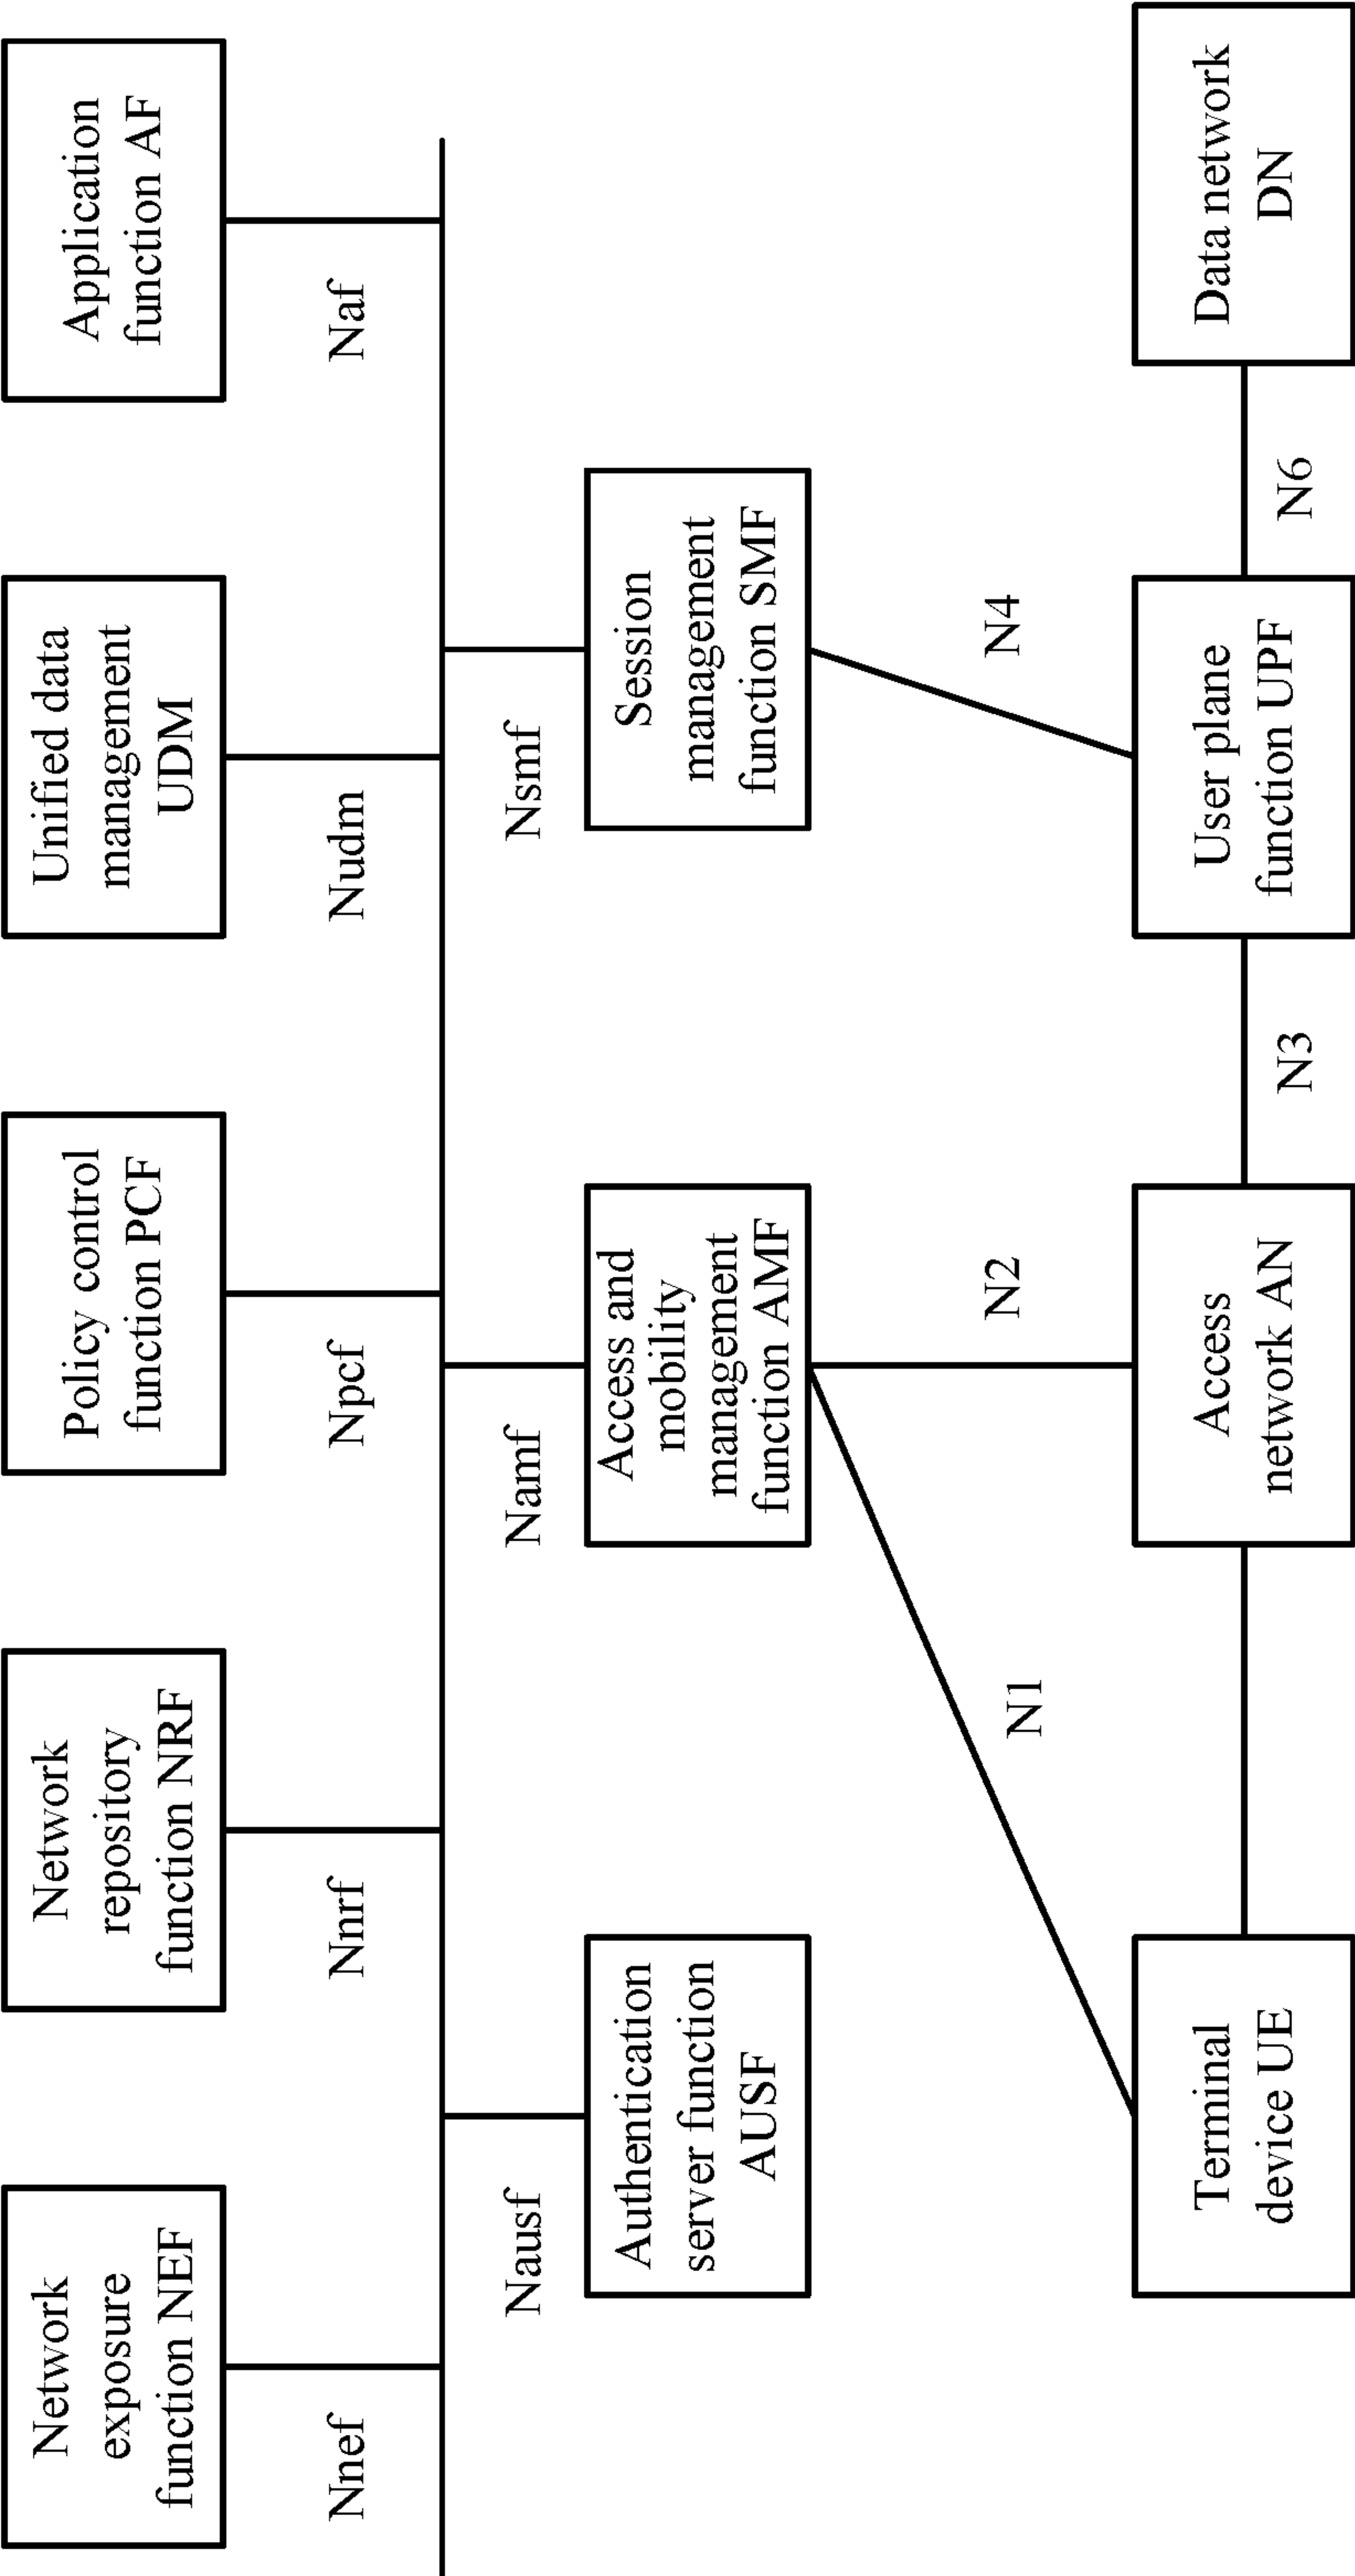 Network
exposure
function NEF
Network
repository
function NRF
Policy control
function PCF
Unified data
management
UDM
Application
function AF
Nnef
Nnrf
Npcf
Nudm
Naf
Nausf
Namf
Nsmf
Authentication
server function
AUSF
Access and
mobility
management
function AMF
Session
management
function SMF
N1
N2
N4
Terminal
device UE
Access
network AN
User plane
function UPF
Data network
DN
N3
N6